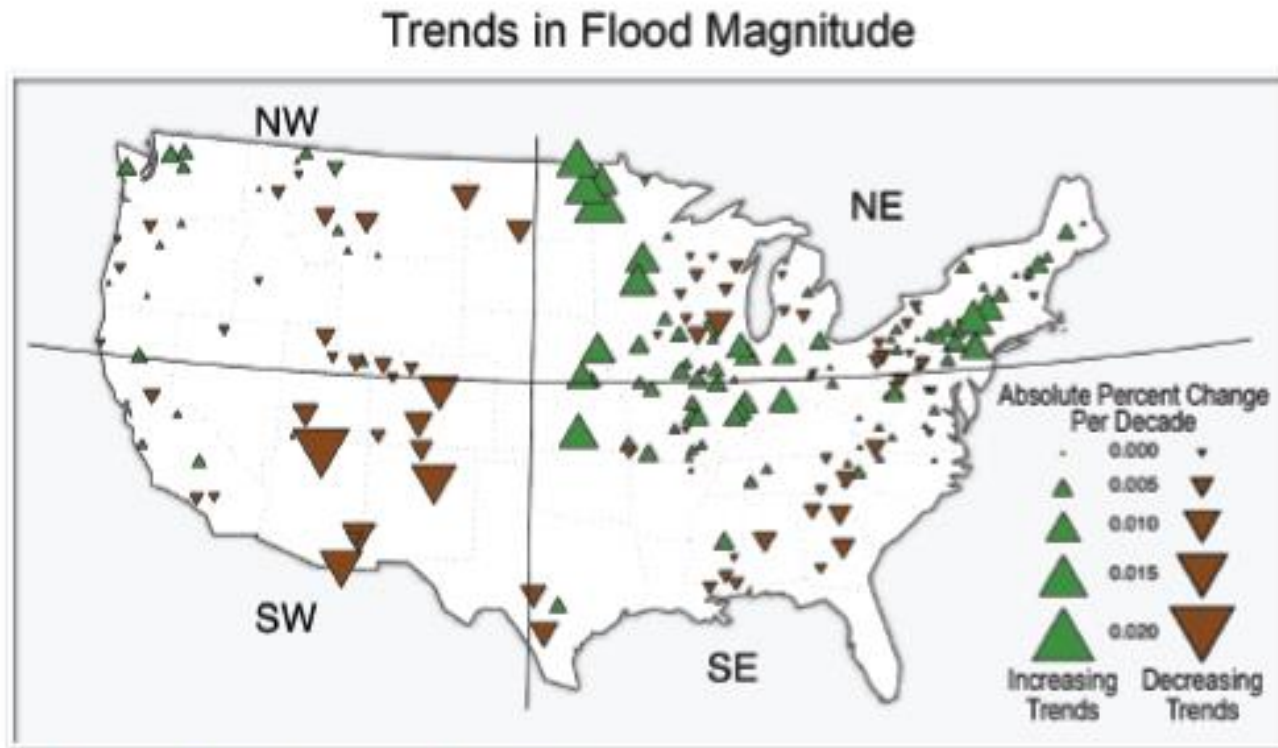 Trends in Flood Magnitude
NW
NE
SW
SE
Absolute Percent Change
Per Decade
0.000
0.005
0.010
0.015
0.020
Increasing Decreasing
Trends Trends